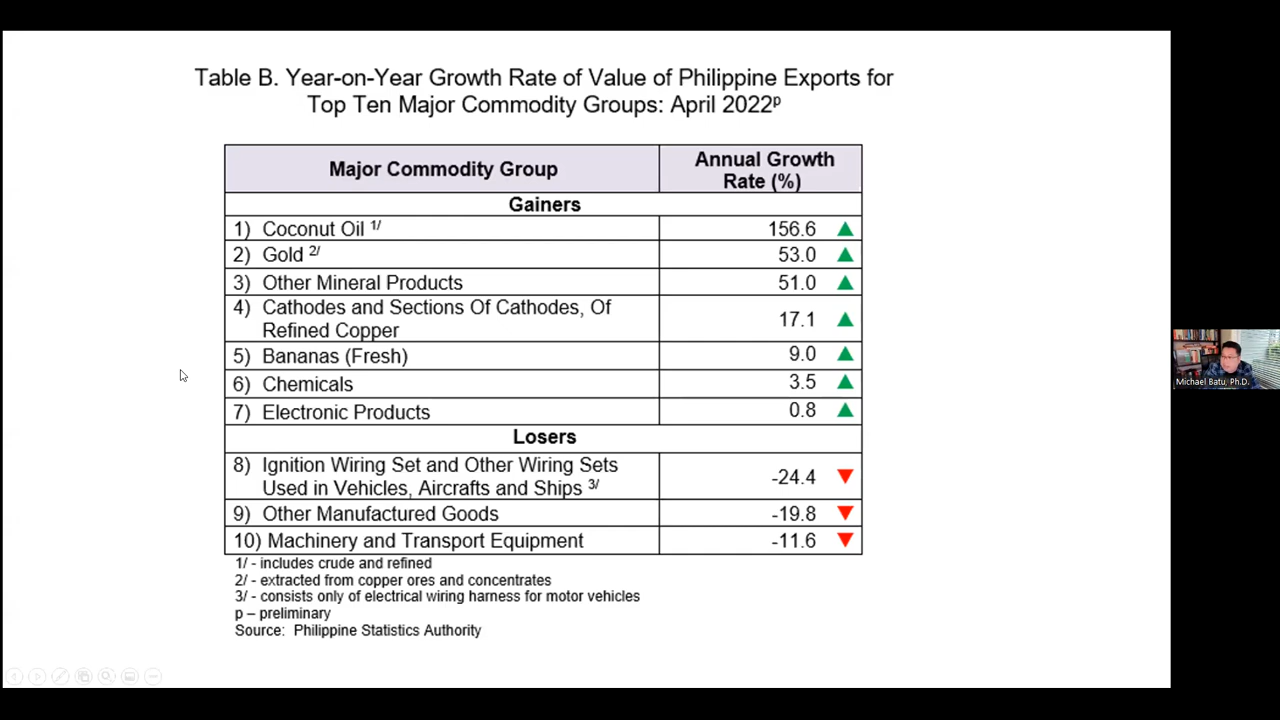 Table B. Year-on-Year Growth Rate of Value of Philippine Exports for
Top Ten Major Commodity Groups: April 2022ᵖ
Major Commodity Group
Annual Growth
Rate (%)
Gainers
1) Coconut Oil 1/ 156.6
2) Gold 2/ 53.0
3) Other Mineral Products 51.0
4) Cathodes and Sections Of Cathodes, Of
Refined Copper 17.1
5) Bananas (Fresh) 9.0
6) Chemicals 3.5
7) Electronic Products 0.8
Losers
8) Ignition Wiring Set and Other Wiring Sets
Used in Vehicles, Aircrafts and Ships 3/ -24.4
9) Other Manufactured Goods -19.8
10) Machinery and Transport Equipment -11.6
1/ - includes crude and refined
2/ - extracted from copper ores and concentrates
3/ - consists only of electrical wiring harness for motor vehicles
p – preliminary
Source: Philippine Statistics Authority
Michael Batu, Ph.D.